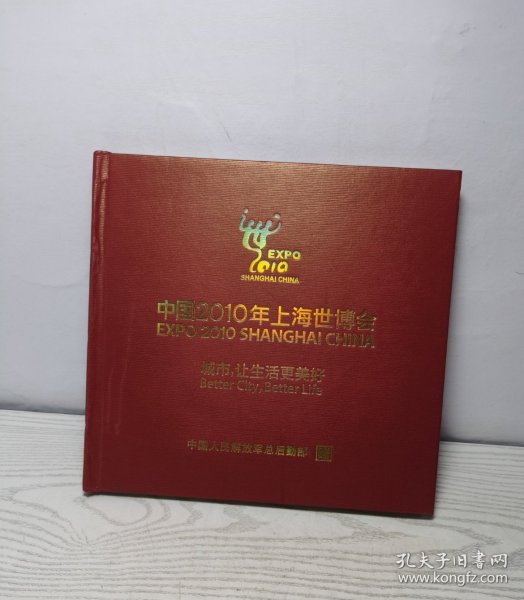 EXPO
2010
SHANGHAI CHINA
中国2010年上海世博会
EXPO 2010 SHANGHAI CHINA
城市,让生活更美好
Better City, Better Life
中国人民解放军总后勤部
孔夫子旧书网
www.kongfz.com